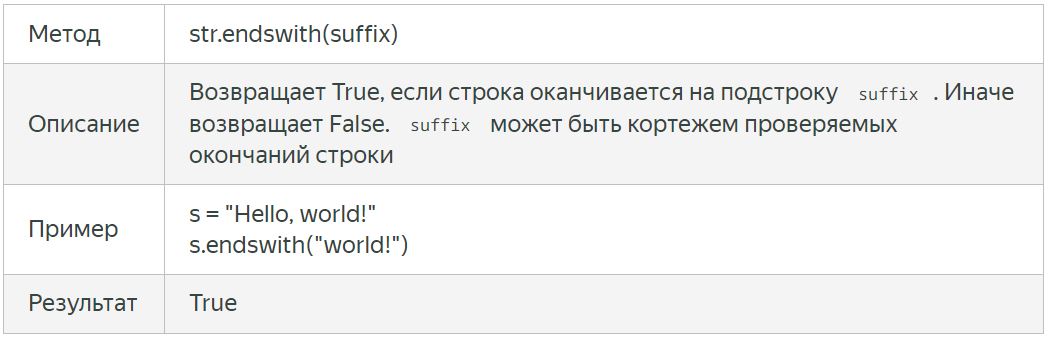 Метод str.endswith(suffix)
Описание
Возвращает True, если строка оканчивается на подстроку suffix . Иначе
возвращает False. suffix может быть кортежем проверяемых
окончаний строки
Пример
s = "Hello, world!"
s.endswith("world!")
Результат True